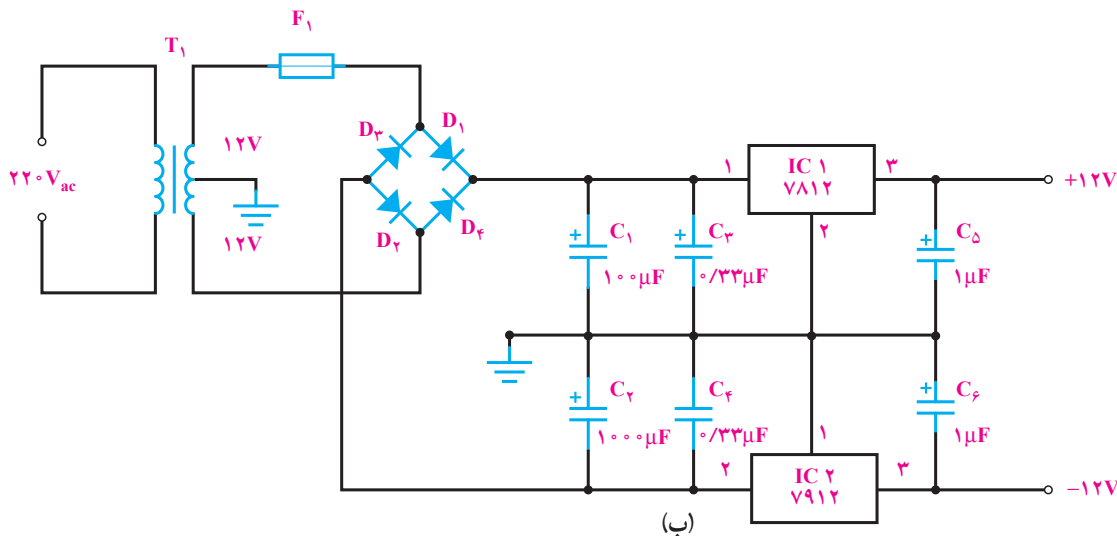 T۱
F۱
۲۲۰Vac
۱۲V
۱۲V
D۳
D۱
D۲
D۴
۱
IC ۱
۷۸۱۲
۳
۲
+۱۲V
+
C۱
۱۰۰μF
+
C۳
۰/۳۳μF
+
C۵
۱μF
+
C۲
۱۰۰۰μF
C۴
۰/۳۳μF
+
C۶
۱μF
۱
۲
IC ۲
۷۹۱۲
۳
−۱۲V
(ب)